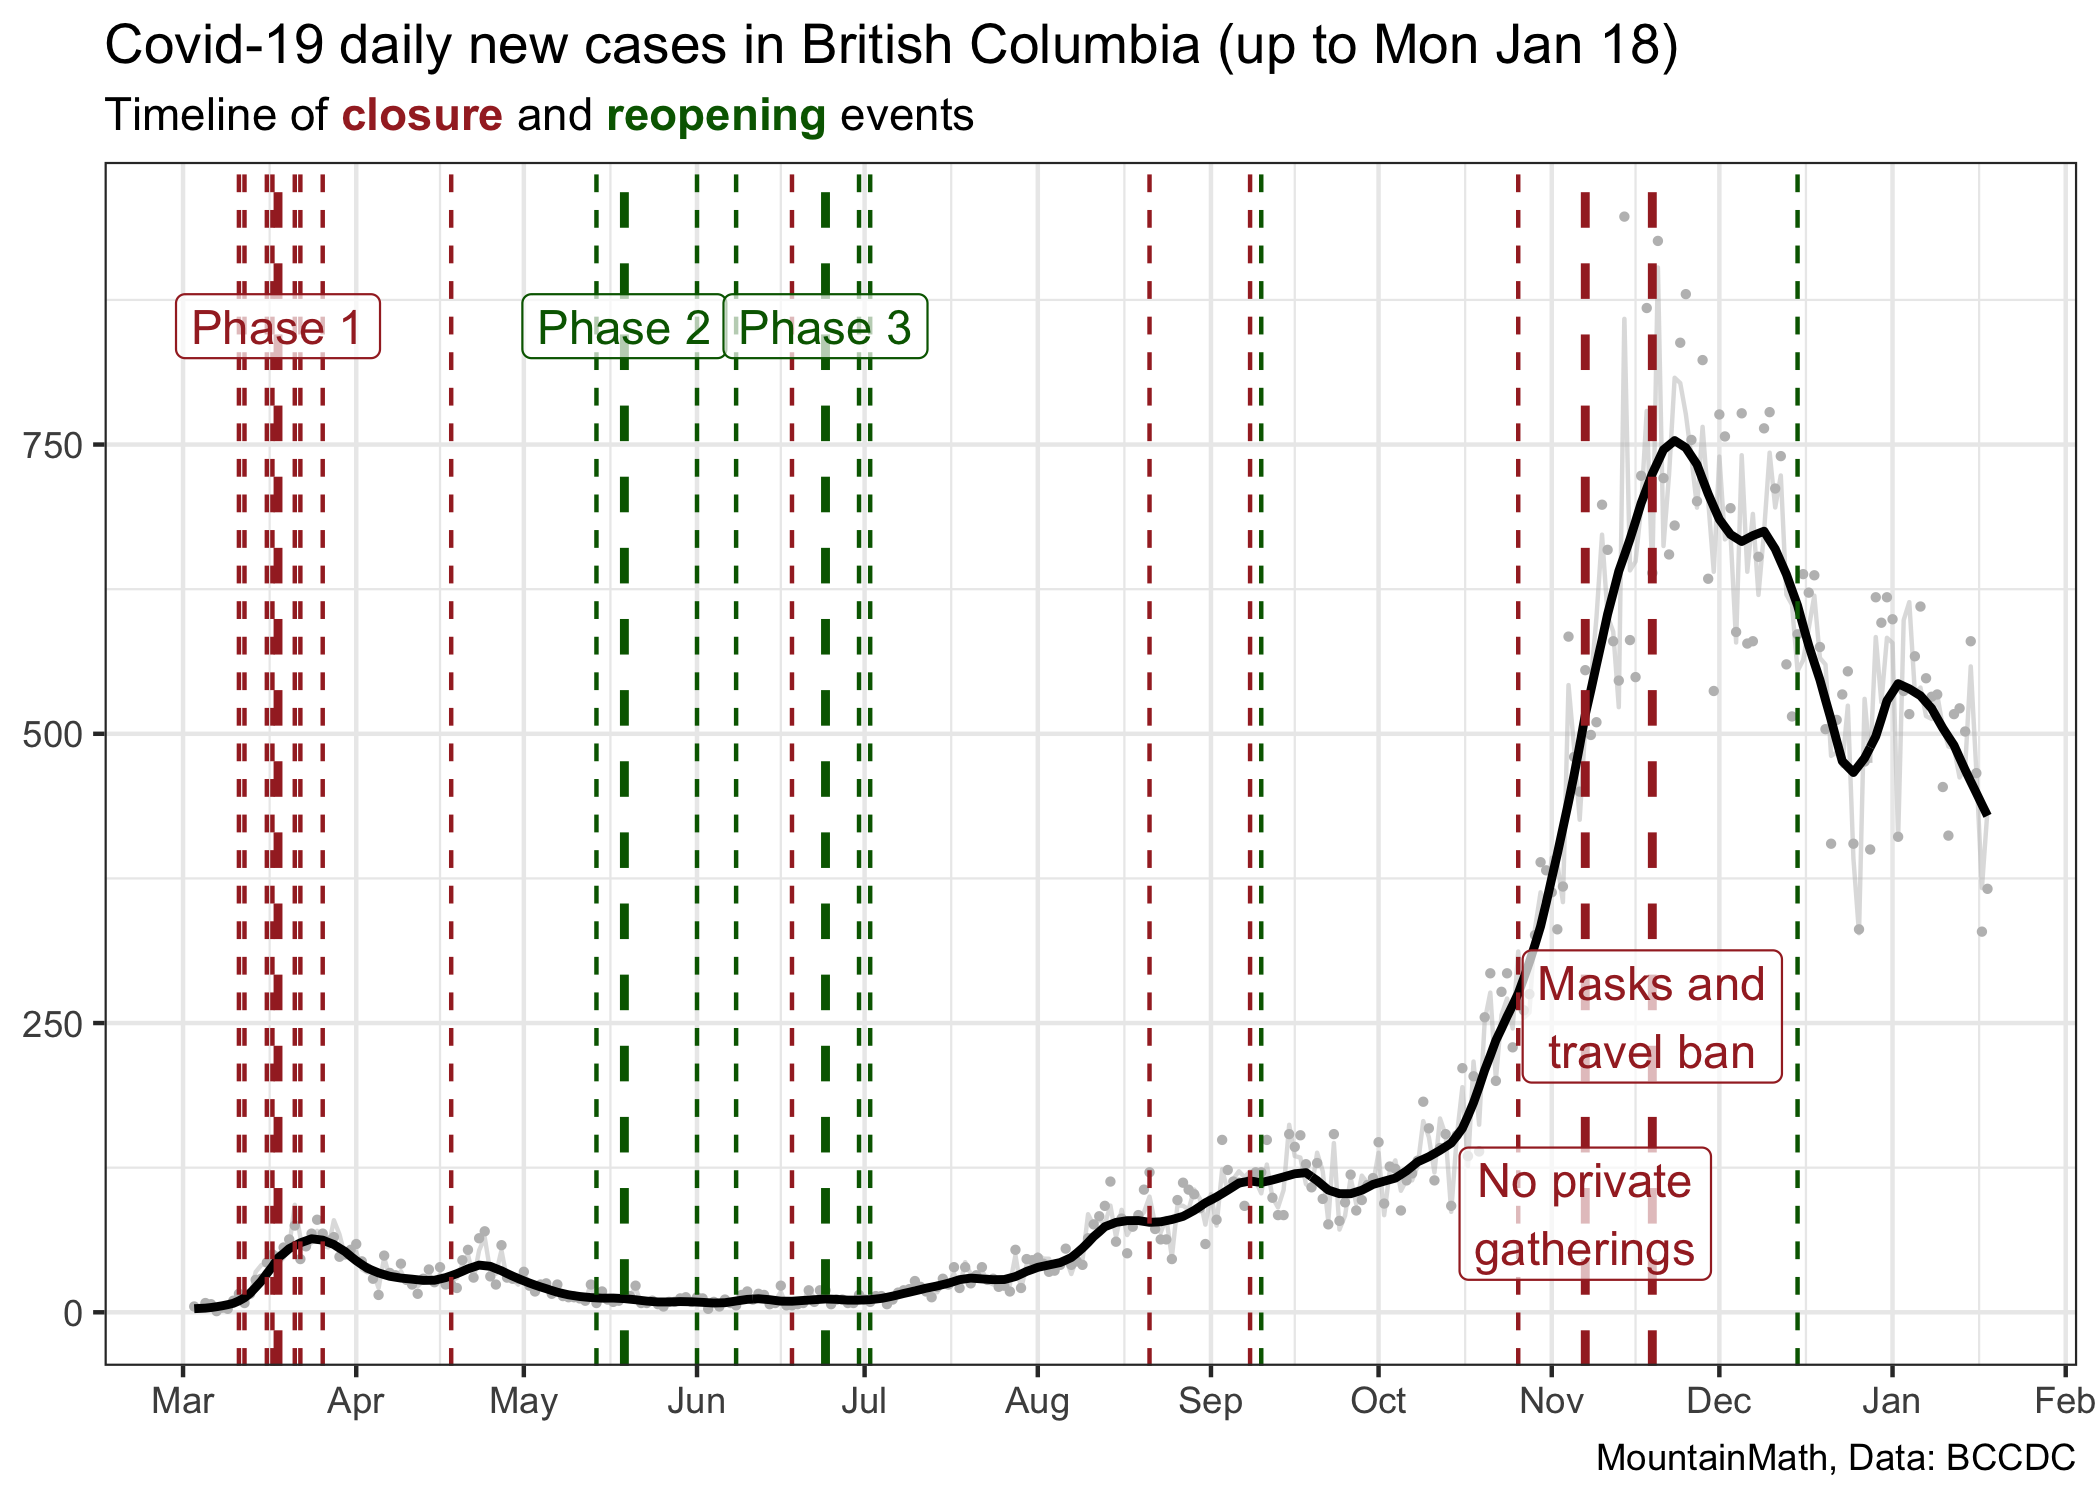 Covid-19 daily new cases in British Columbia (up to Mon Jan 18)
Timeline of closure and reopening events
Phase 1
Phase 2
Phase 3
750
500
250
0
Masks and
travel ban
No private
gatherings
Mar Apr May Jun Jul Aug Sep Oct Nov Dec Jan Feb
MountainMath, Data: BCCDC